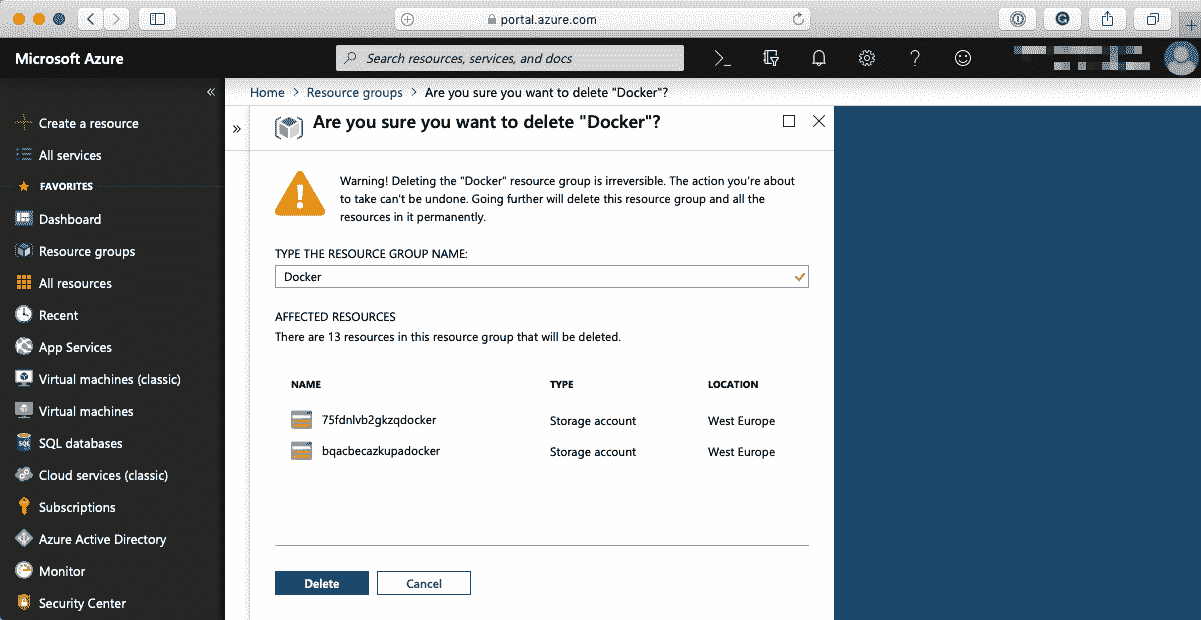 portal.azure.com
Microsoft Azure
Search resources, services, and docs
Home > Resource groups > Are you sure you want to delete "Docker"?
Create a resource
All services
FAVORITES
Dashboard
Resource groups
All resources
Recent
App Services
Virtual machines (classic)
Virtual machines
SQL databases
Cloud services (classic)
Subscriptions
Azure Active Directory
Monitor
Security Center
Are you sure you want to delete "Docker"?
Warning! Deleting the "Docker" resource group is irreversible. The action you're about
to take can't be undone. Going further will delete this resource group and all the
resources in it permanently.
TYPE THE RESOURCE GROUP NAME:
Docker
AFFECTED RESOURCES
There are 13 resources in this resource group that will be deleted.
NAME TYPE LOCATION
75fdnlvb2gkzqdocker Storage account West Europe
bqacbecazkupadocker Storage account West Europe
Delete Cancel